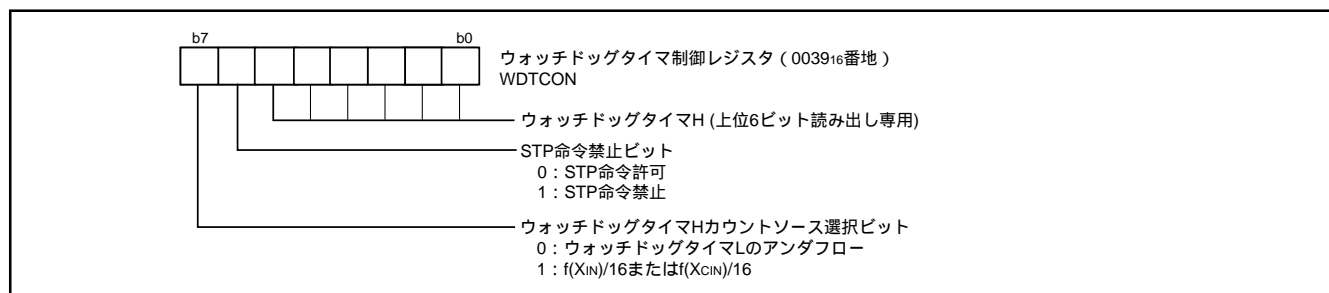 b7 b0
ウォッチドッグタイマ制御レジスタ（0039₁₆番地）
WDTCON
ウォッチドッグタイマH (上位6ビット読み出し専用)
STP命令禁止ビット
0：STP命令許可
1：STP命令禁止
ウォッチドッグタイマHカウントソース選択ビット
0：ウォッチドッグタイマLのアンダフロー
1：f(XIN)/16またはf(XCIN)/16